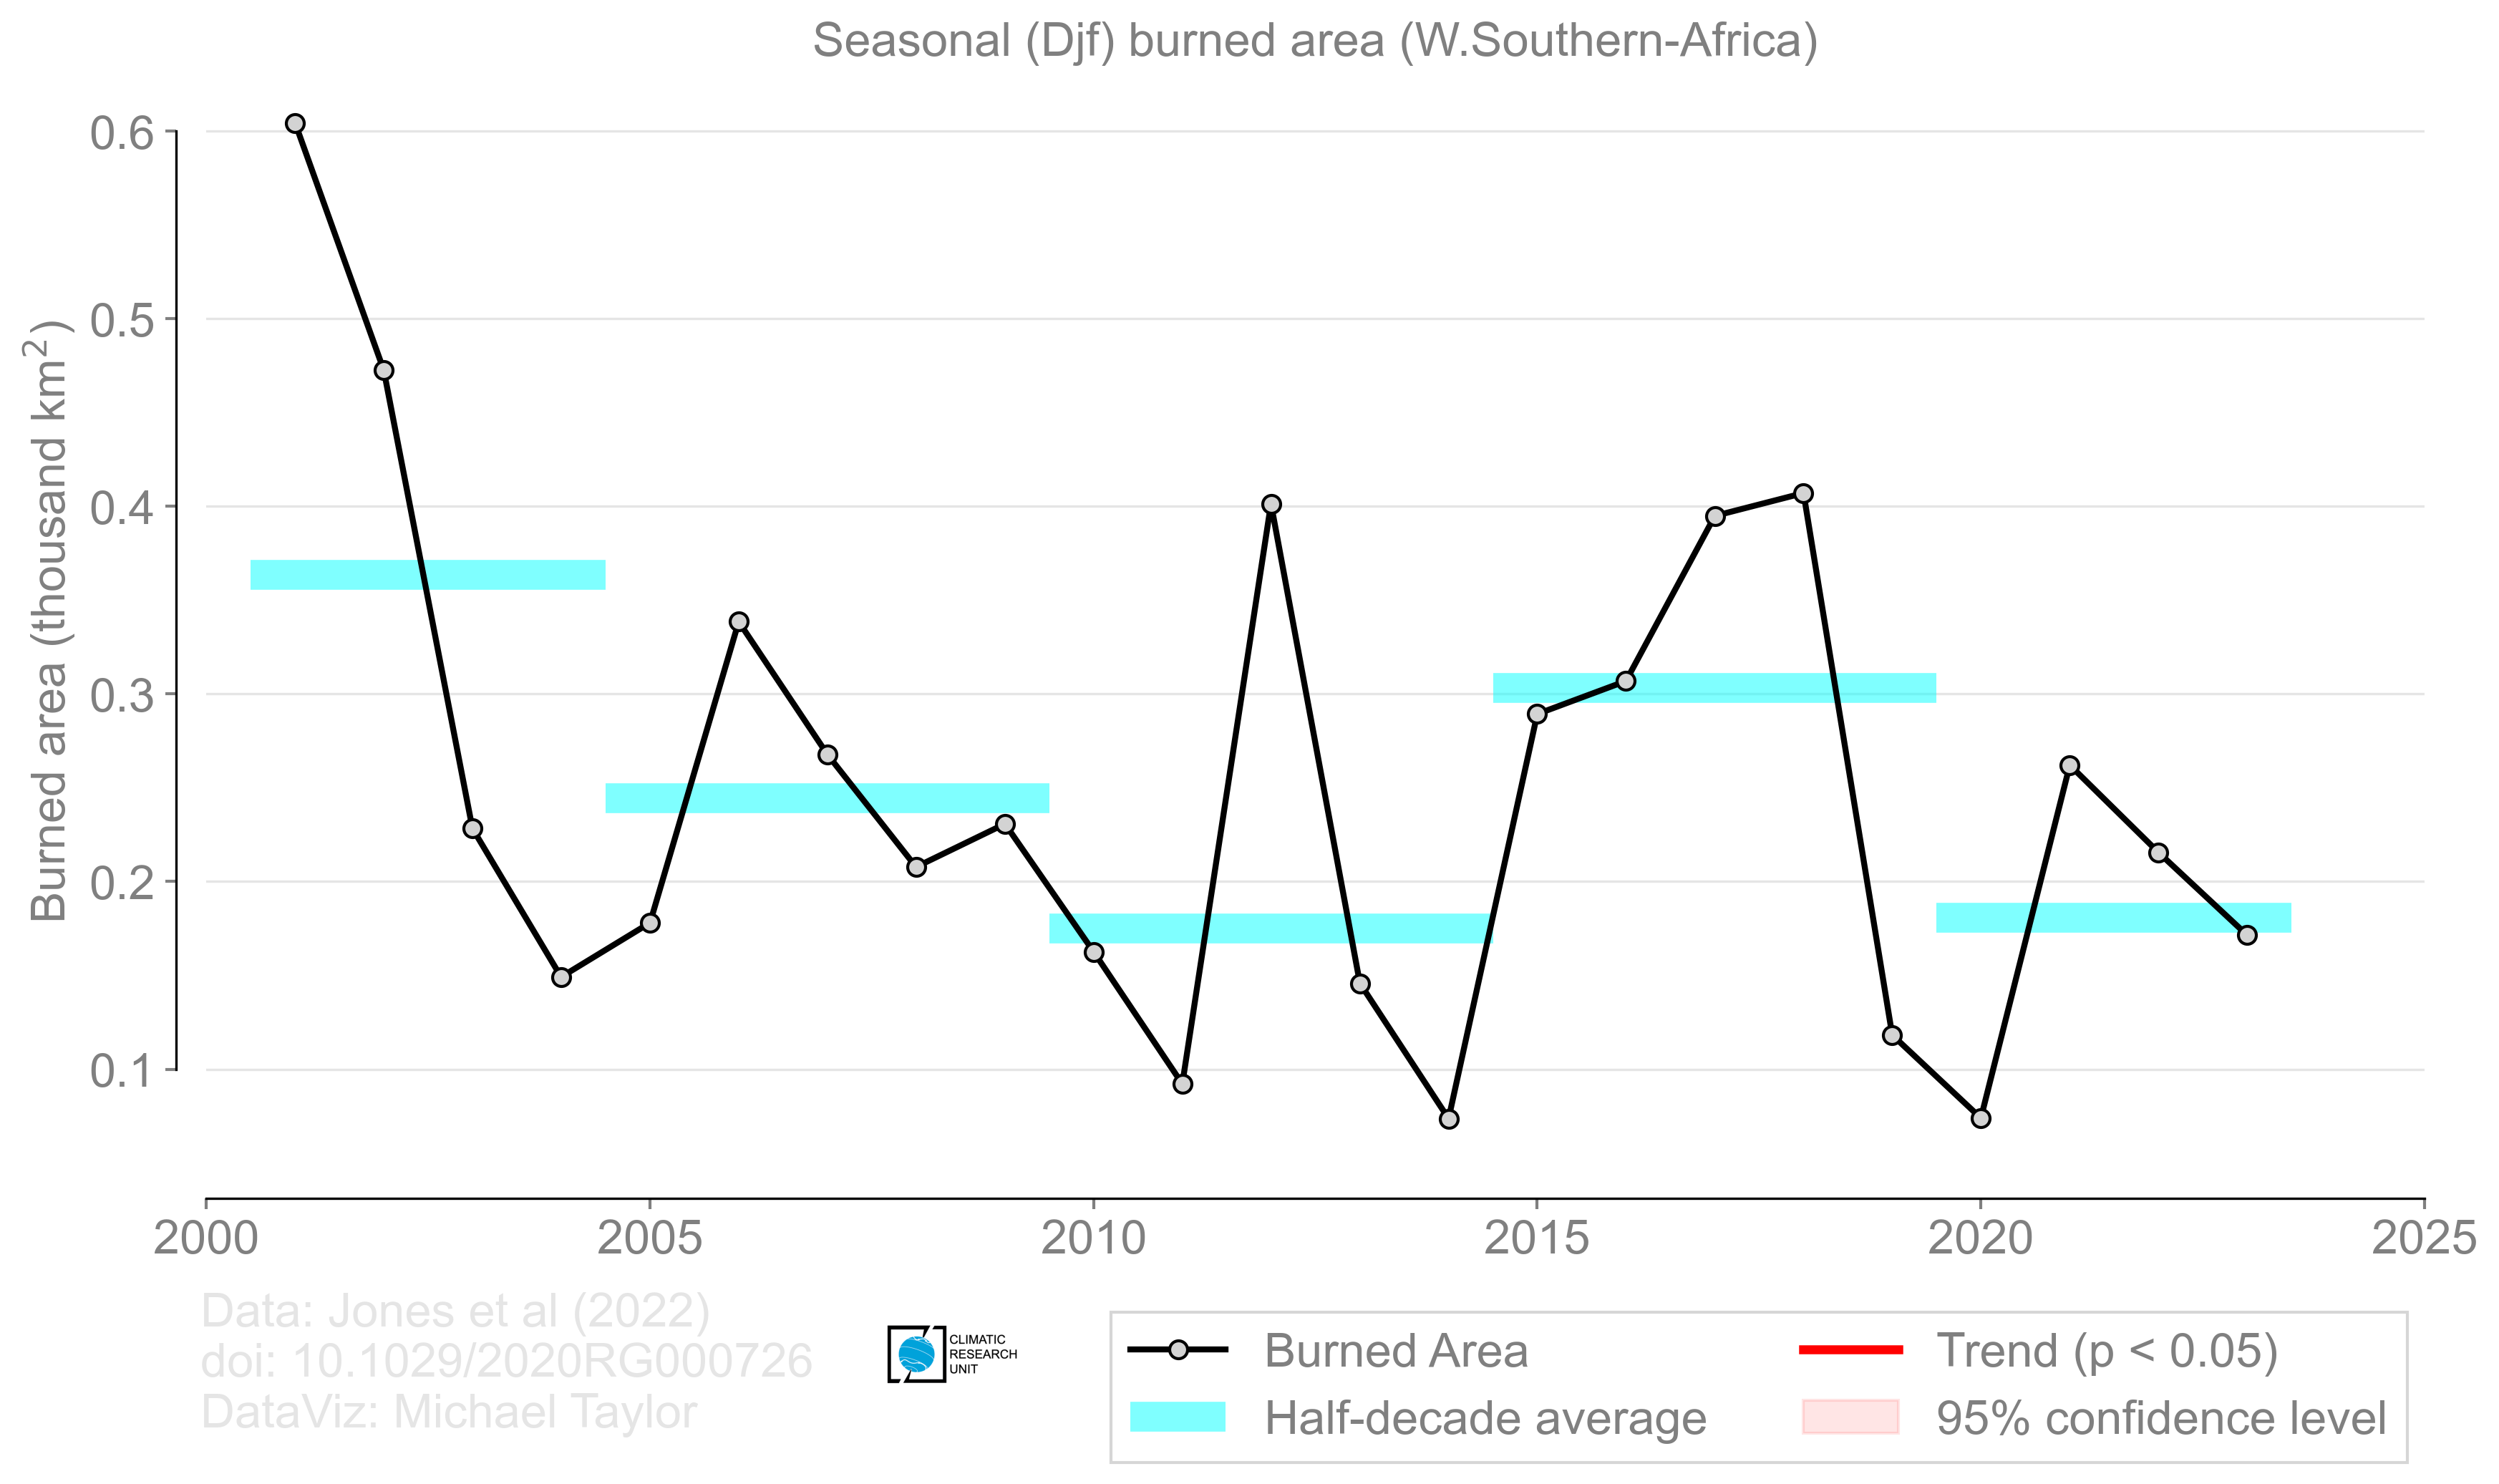 Seasonal (Djf) burned area (W.Southern-Africa)
Burned area (thousand km²)
0.6
0.5
0.4
0.3
0.2
0.1
2000 2005 2010 2015 2020 2025
Data: Jones et al (2022)
doi: 10.1029/2020RG000726
DataViz: Michael Taylor
CLIMATIC
RESEARCH
UNIT
Burned Area
Half-decade average
Trend (p < 0.05)
95% confidence level